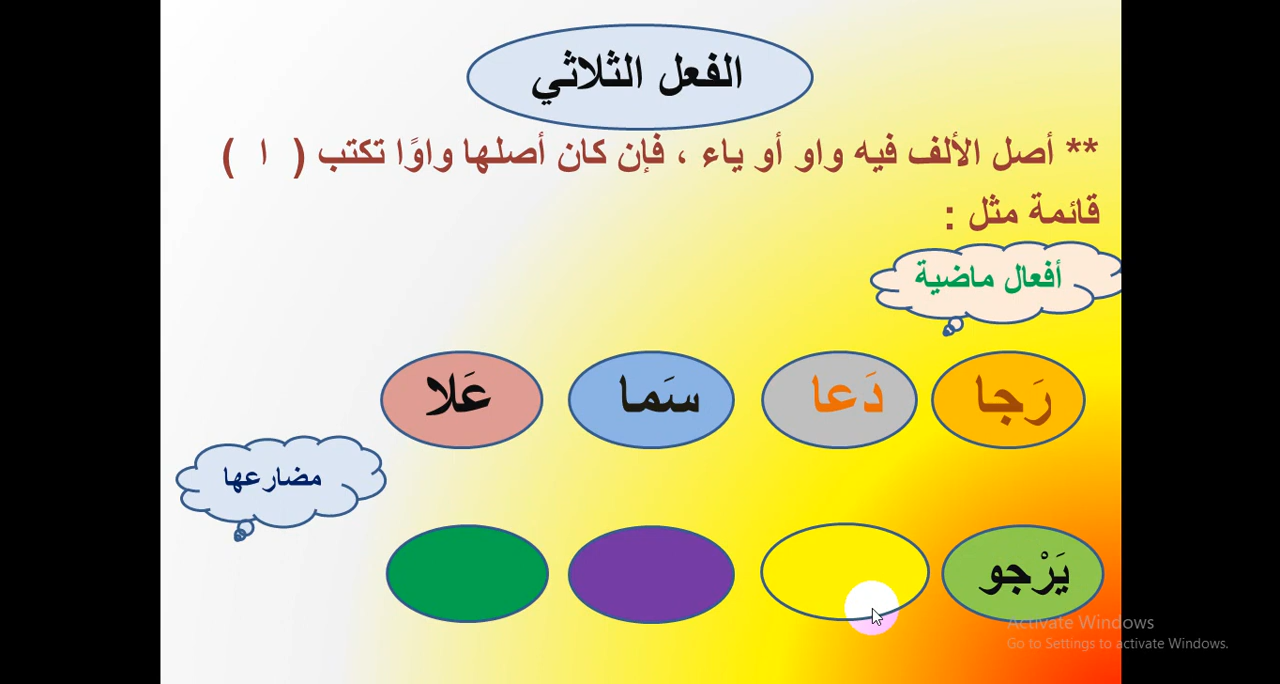 الفعل الثلاثي
** أصل الألف فيه واو أو ياء ، فإن كان أصلها واوًا تكتب ( ا )
قائمة مثل :
أفعال ماضية
رَجا دَعا سَما عَلا
مضارعها
يَرْجو
Activate Windows
Go to Settings to activate Windows.